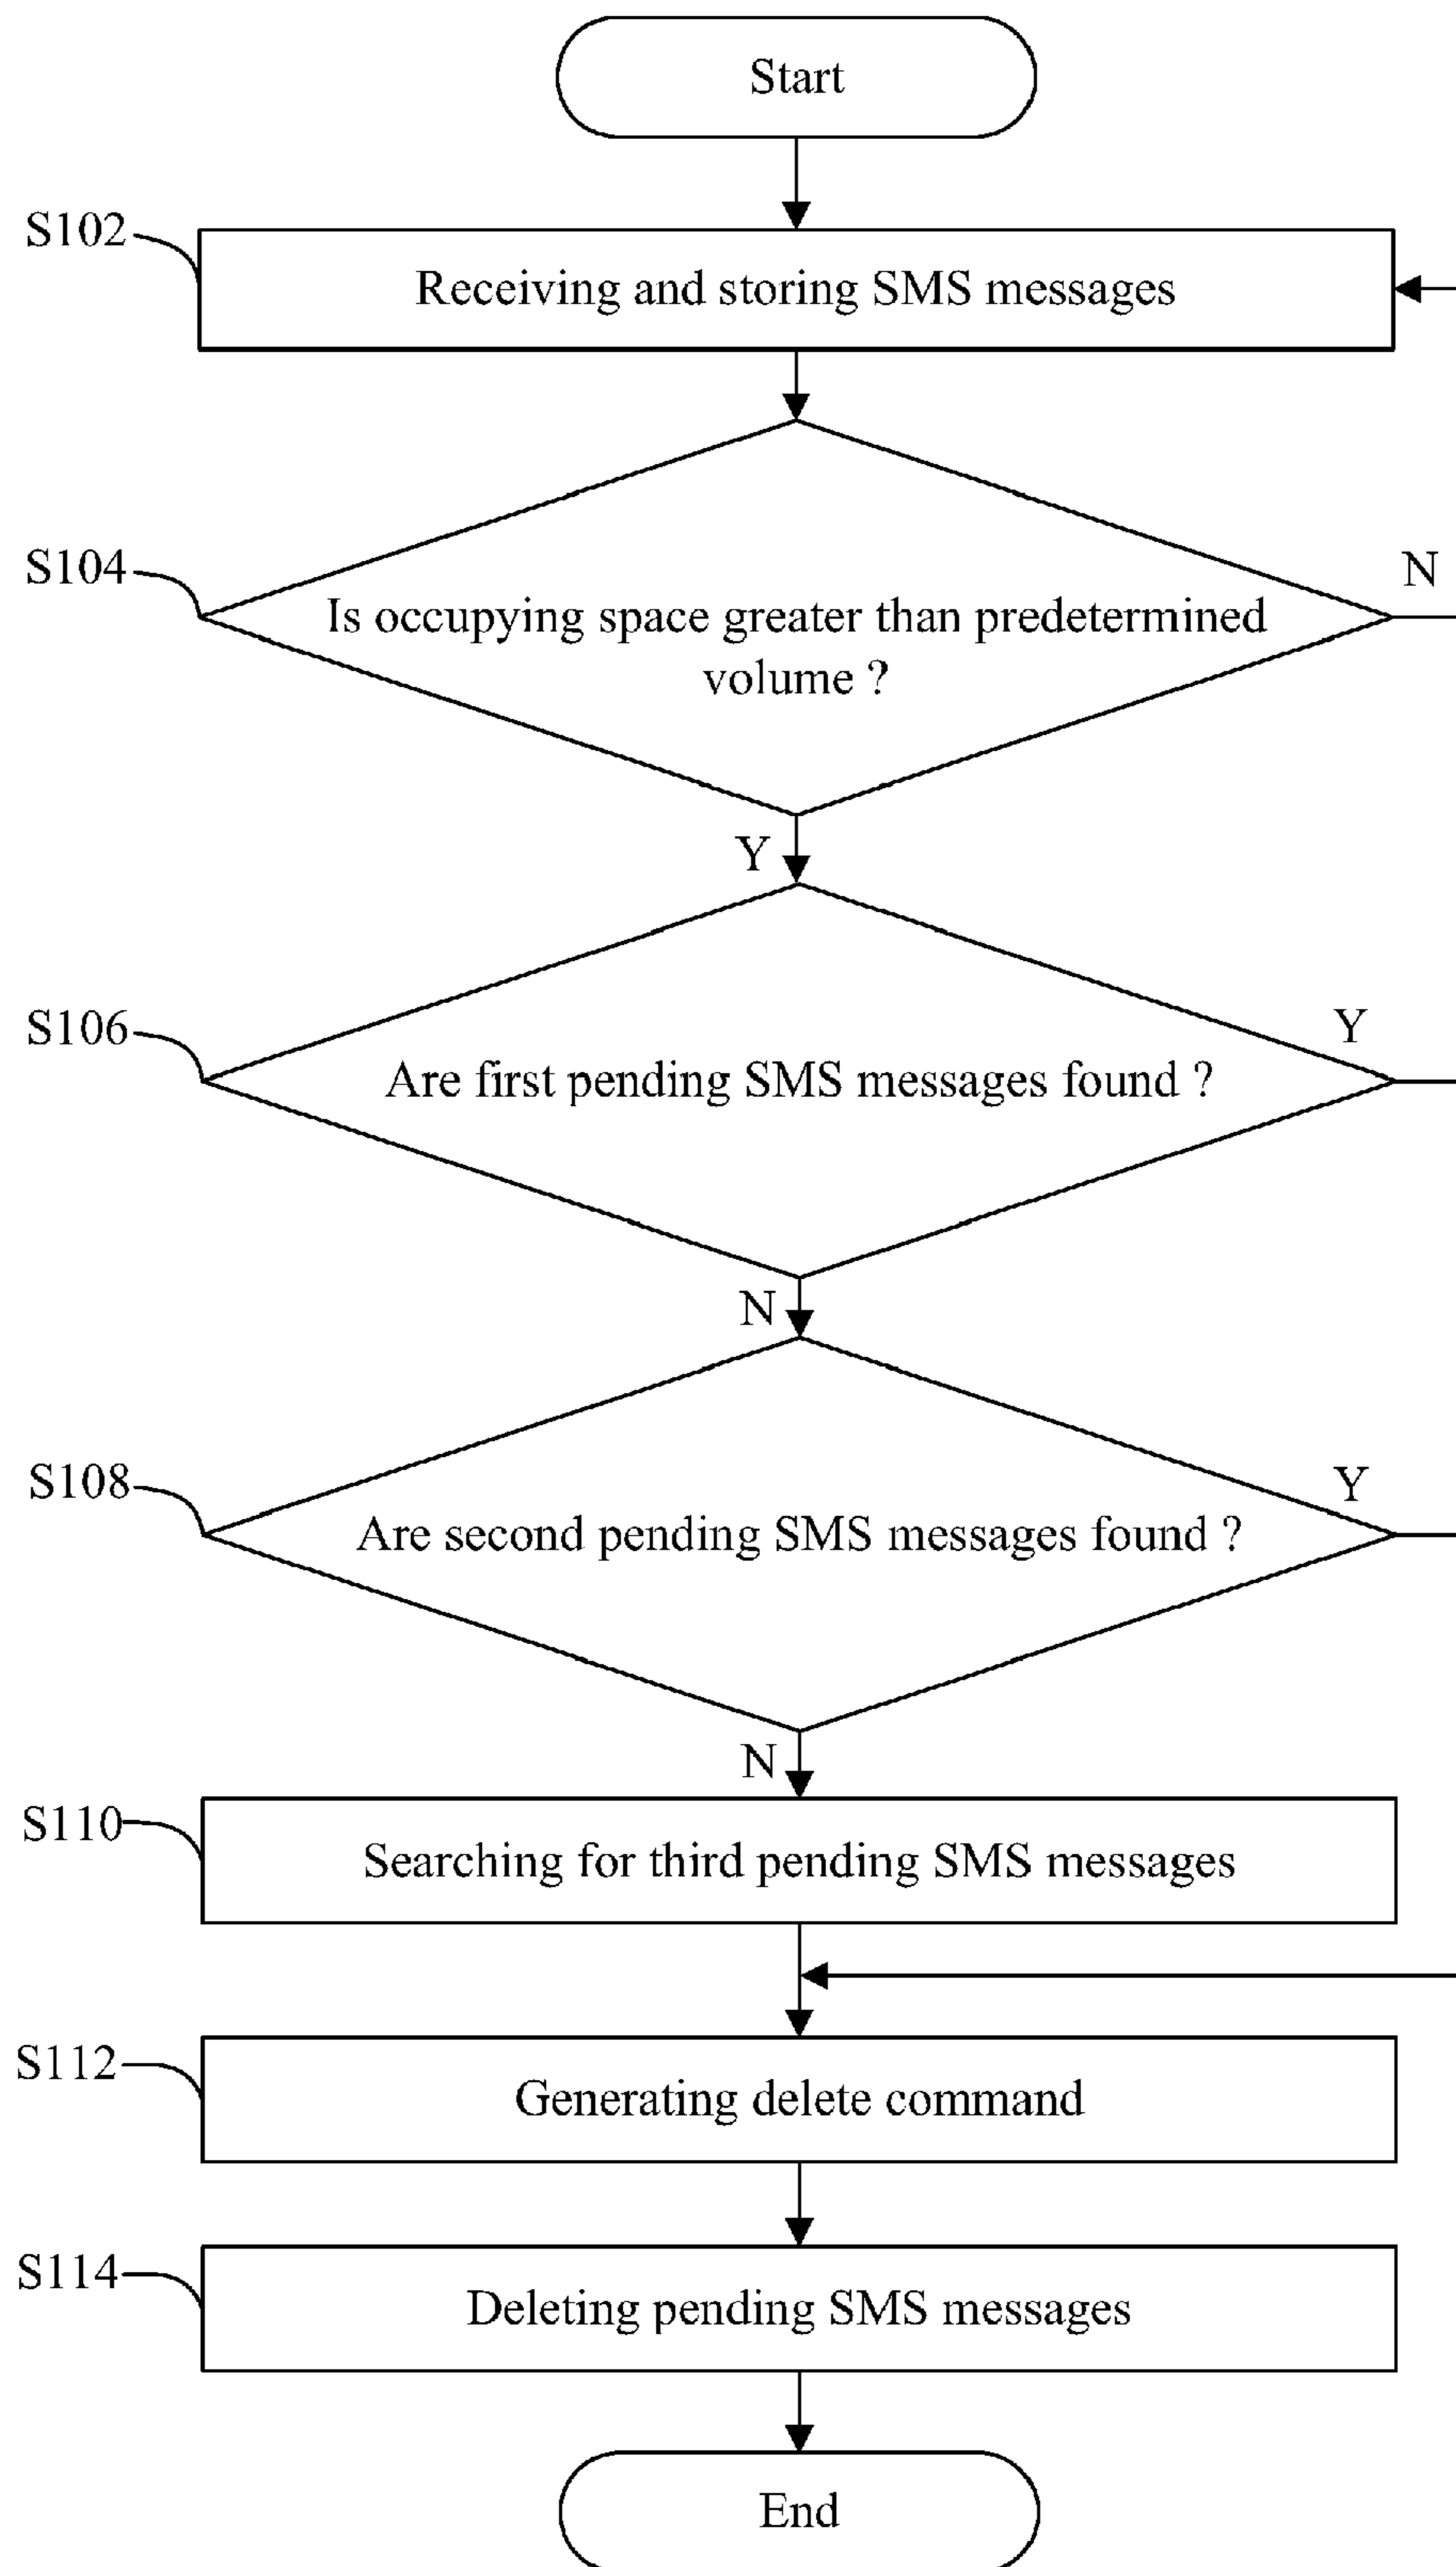 Start
S102
Receiving and storing SMS messages
S104
N
Is occupying space greater than predetermined
volume ?
Y
S106
Y
Are first pending SMS messages found ?
N
S108
Y
Are second pending SMS messages found ?
N
S110
Searching for third pending SMS messages
S112
Generating delete command
S114
Deleting pending SMS messages
End